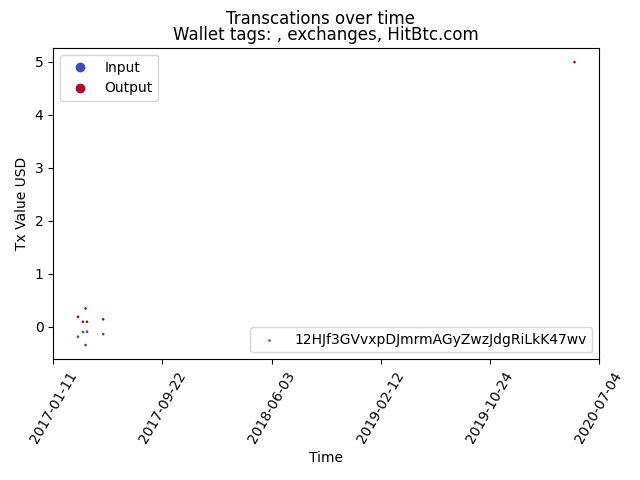 Transcations over time
Wallet tags: , exchanges, HitBtc.com
Input
Output
Tx Value USD
5
4
3
2
1
0
12HJf3GVvxpDJmrmAGyZwzJdgRiLkK47wv
2017-01-11
2017-09-22
2018-06-03
2019-02-12
2019-10-24
2020-07-04
Time